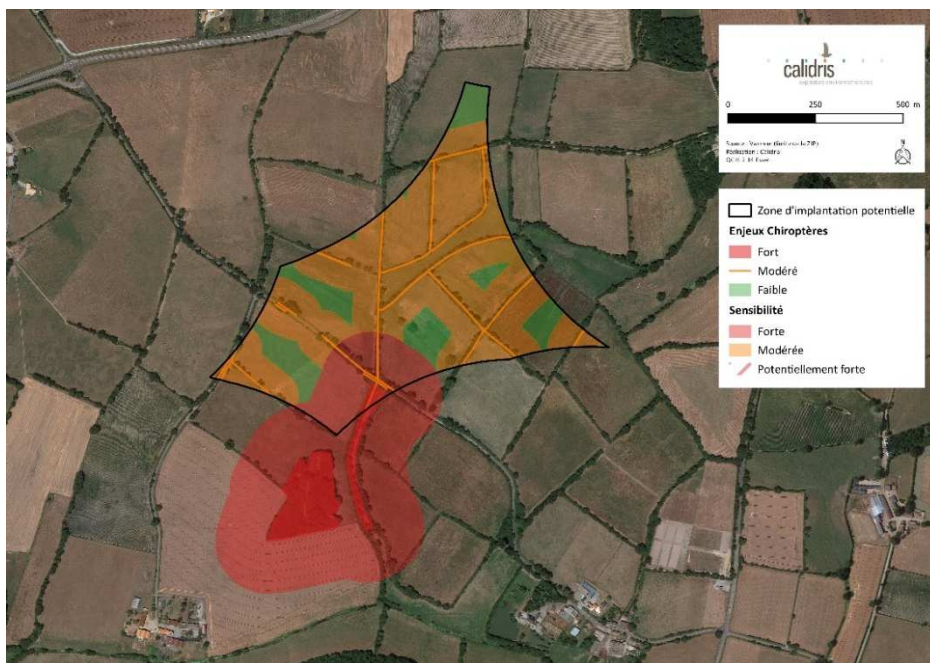 calidris
0 250 500 m
N
Zone d'implantation potentielle
Enjeux Chiroptères
Fort
Modéré
Faible
Sensibilité
Forte
Modérée
Potentiellement forte